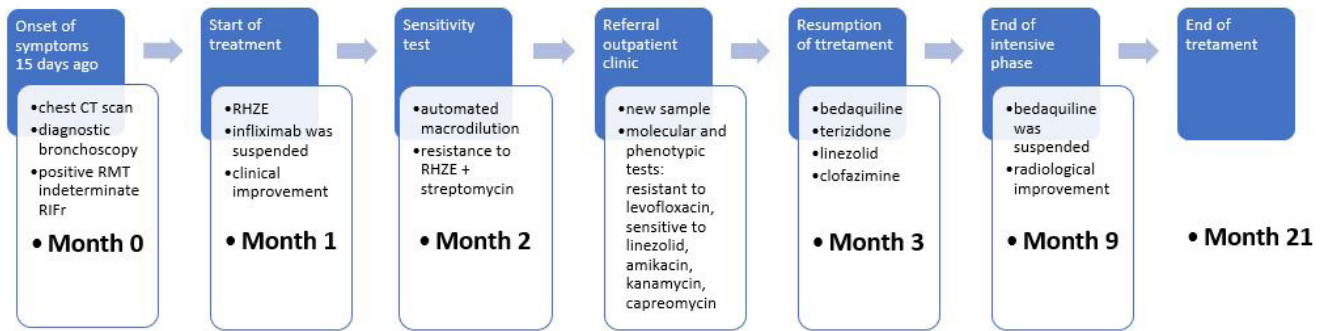 Onset of
symptoms
15 days ago
•chest CT scan
•diagnostic
bronchoscopy
•positive RMT
indeterminate
RIFr
• Month 0
Start of
treatment
•RHZE
•infliximab was
suspended
•clinical
improvement
• Month 1
Sensitivity
test
•automated
macrodilution
•resistance to
RHZE +
streptomycin
• Month 2
Referral
outpatient
clinic
•new sample
•molecular and
phenotypic
tests:
resistant to
levofloxacin,
sensitive to
linezolid,
amikacin,
kanamycin,
capreomycin
Resumption
of ttretament
•bedaquiline
•terizidone
•linezolid
•clofazimine
• Month 3
End of
intensive
phase
•bedaquiline
was
suspended
•radiological
improvement
• Month 9
End of
tretament
• Month 21